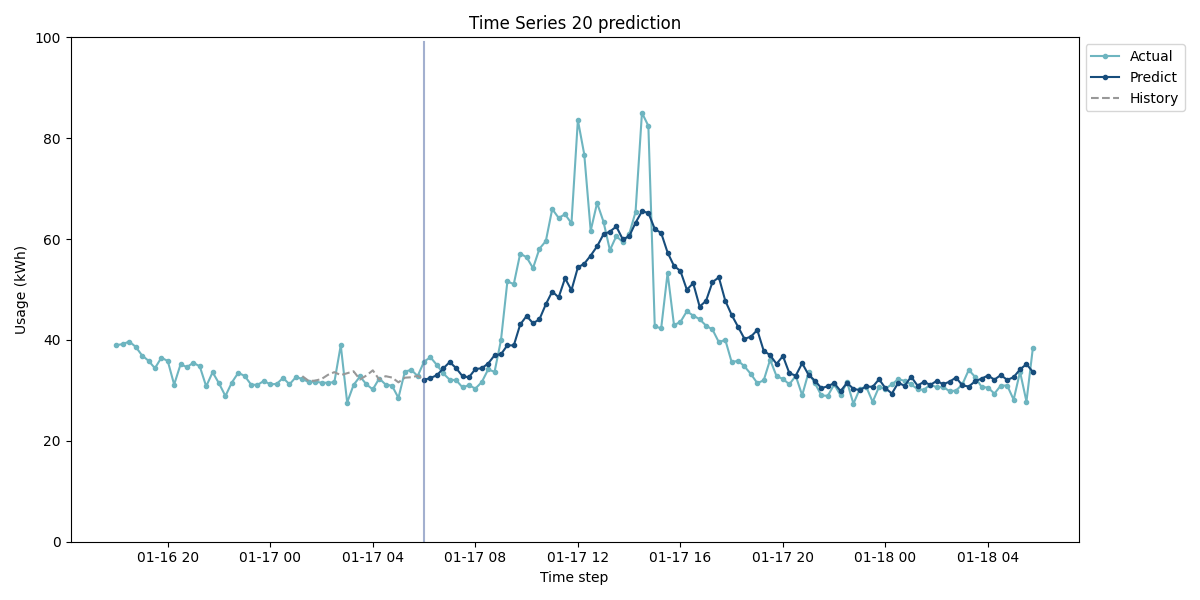 Time Series 20 prediction
100
80
60
40
20
0
Usage (kWh)
01-16 20
01-17 00
01-17 04
01-17 08
01-17 12
01-17 16
01-17 20
01-18 00
01-18 04
Time step
Actual
Predict
History